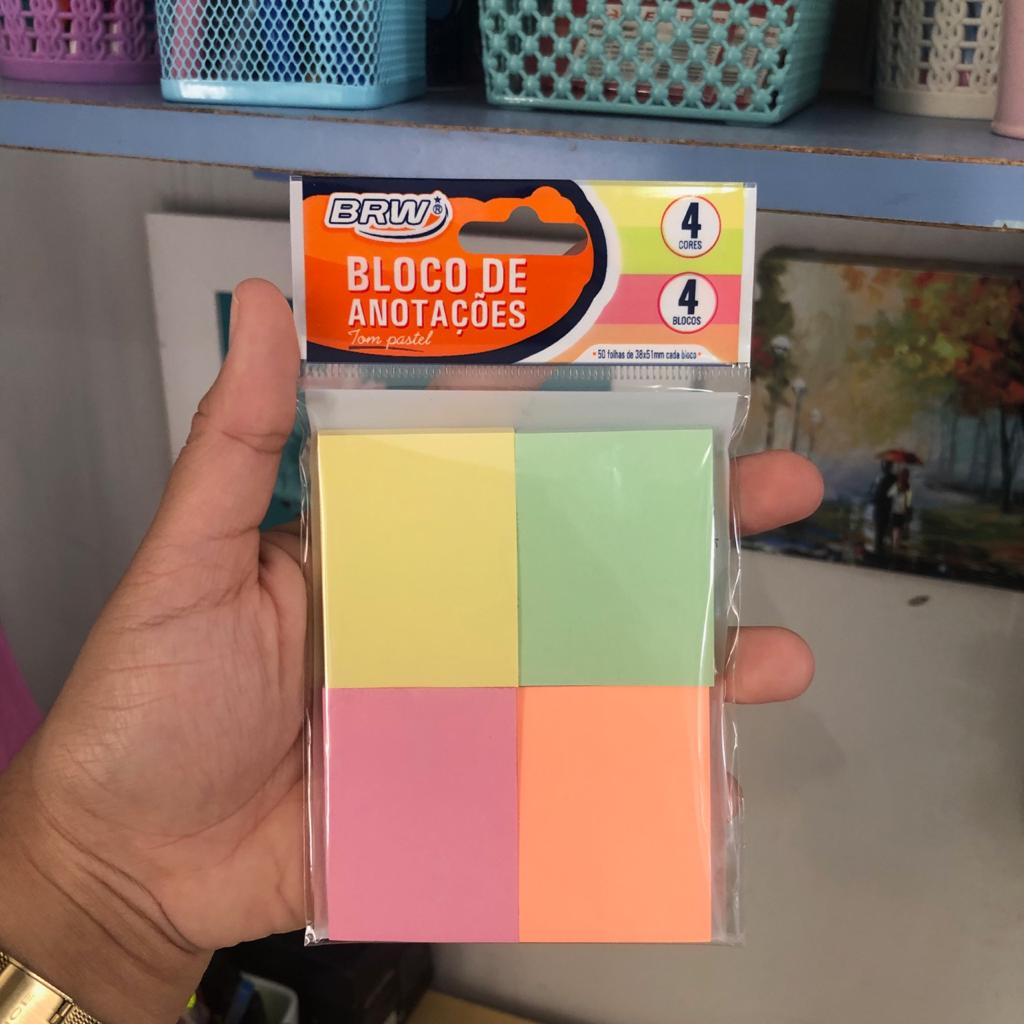 BRW®
BLOCO DE
ANOTAÇÕES
Tom pastel
4
CORES
4
BLOCOS
• 50 folhas de 38x51mm cada bloco •